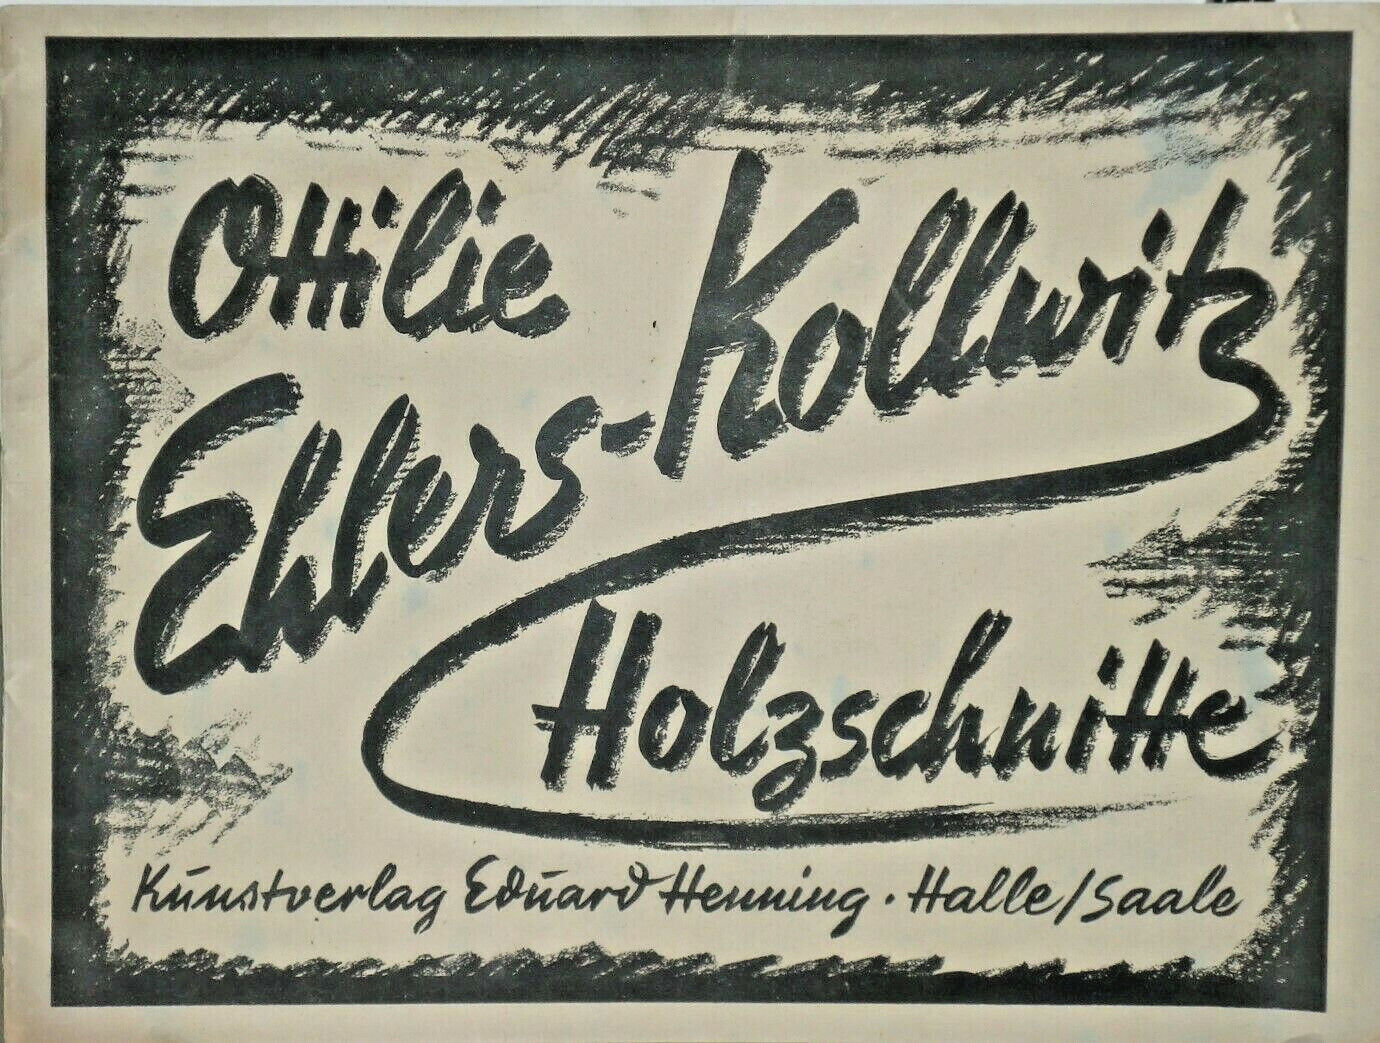 Ottilie
Ehlers-Kollwitz
Holzschnitte
Kunstverlag Eduard Henning · Halle/Saale